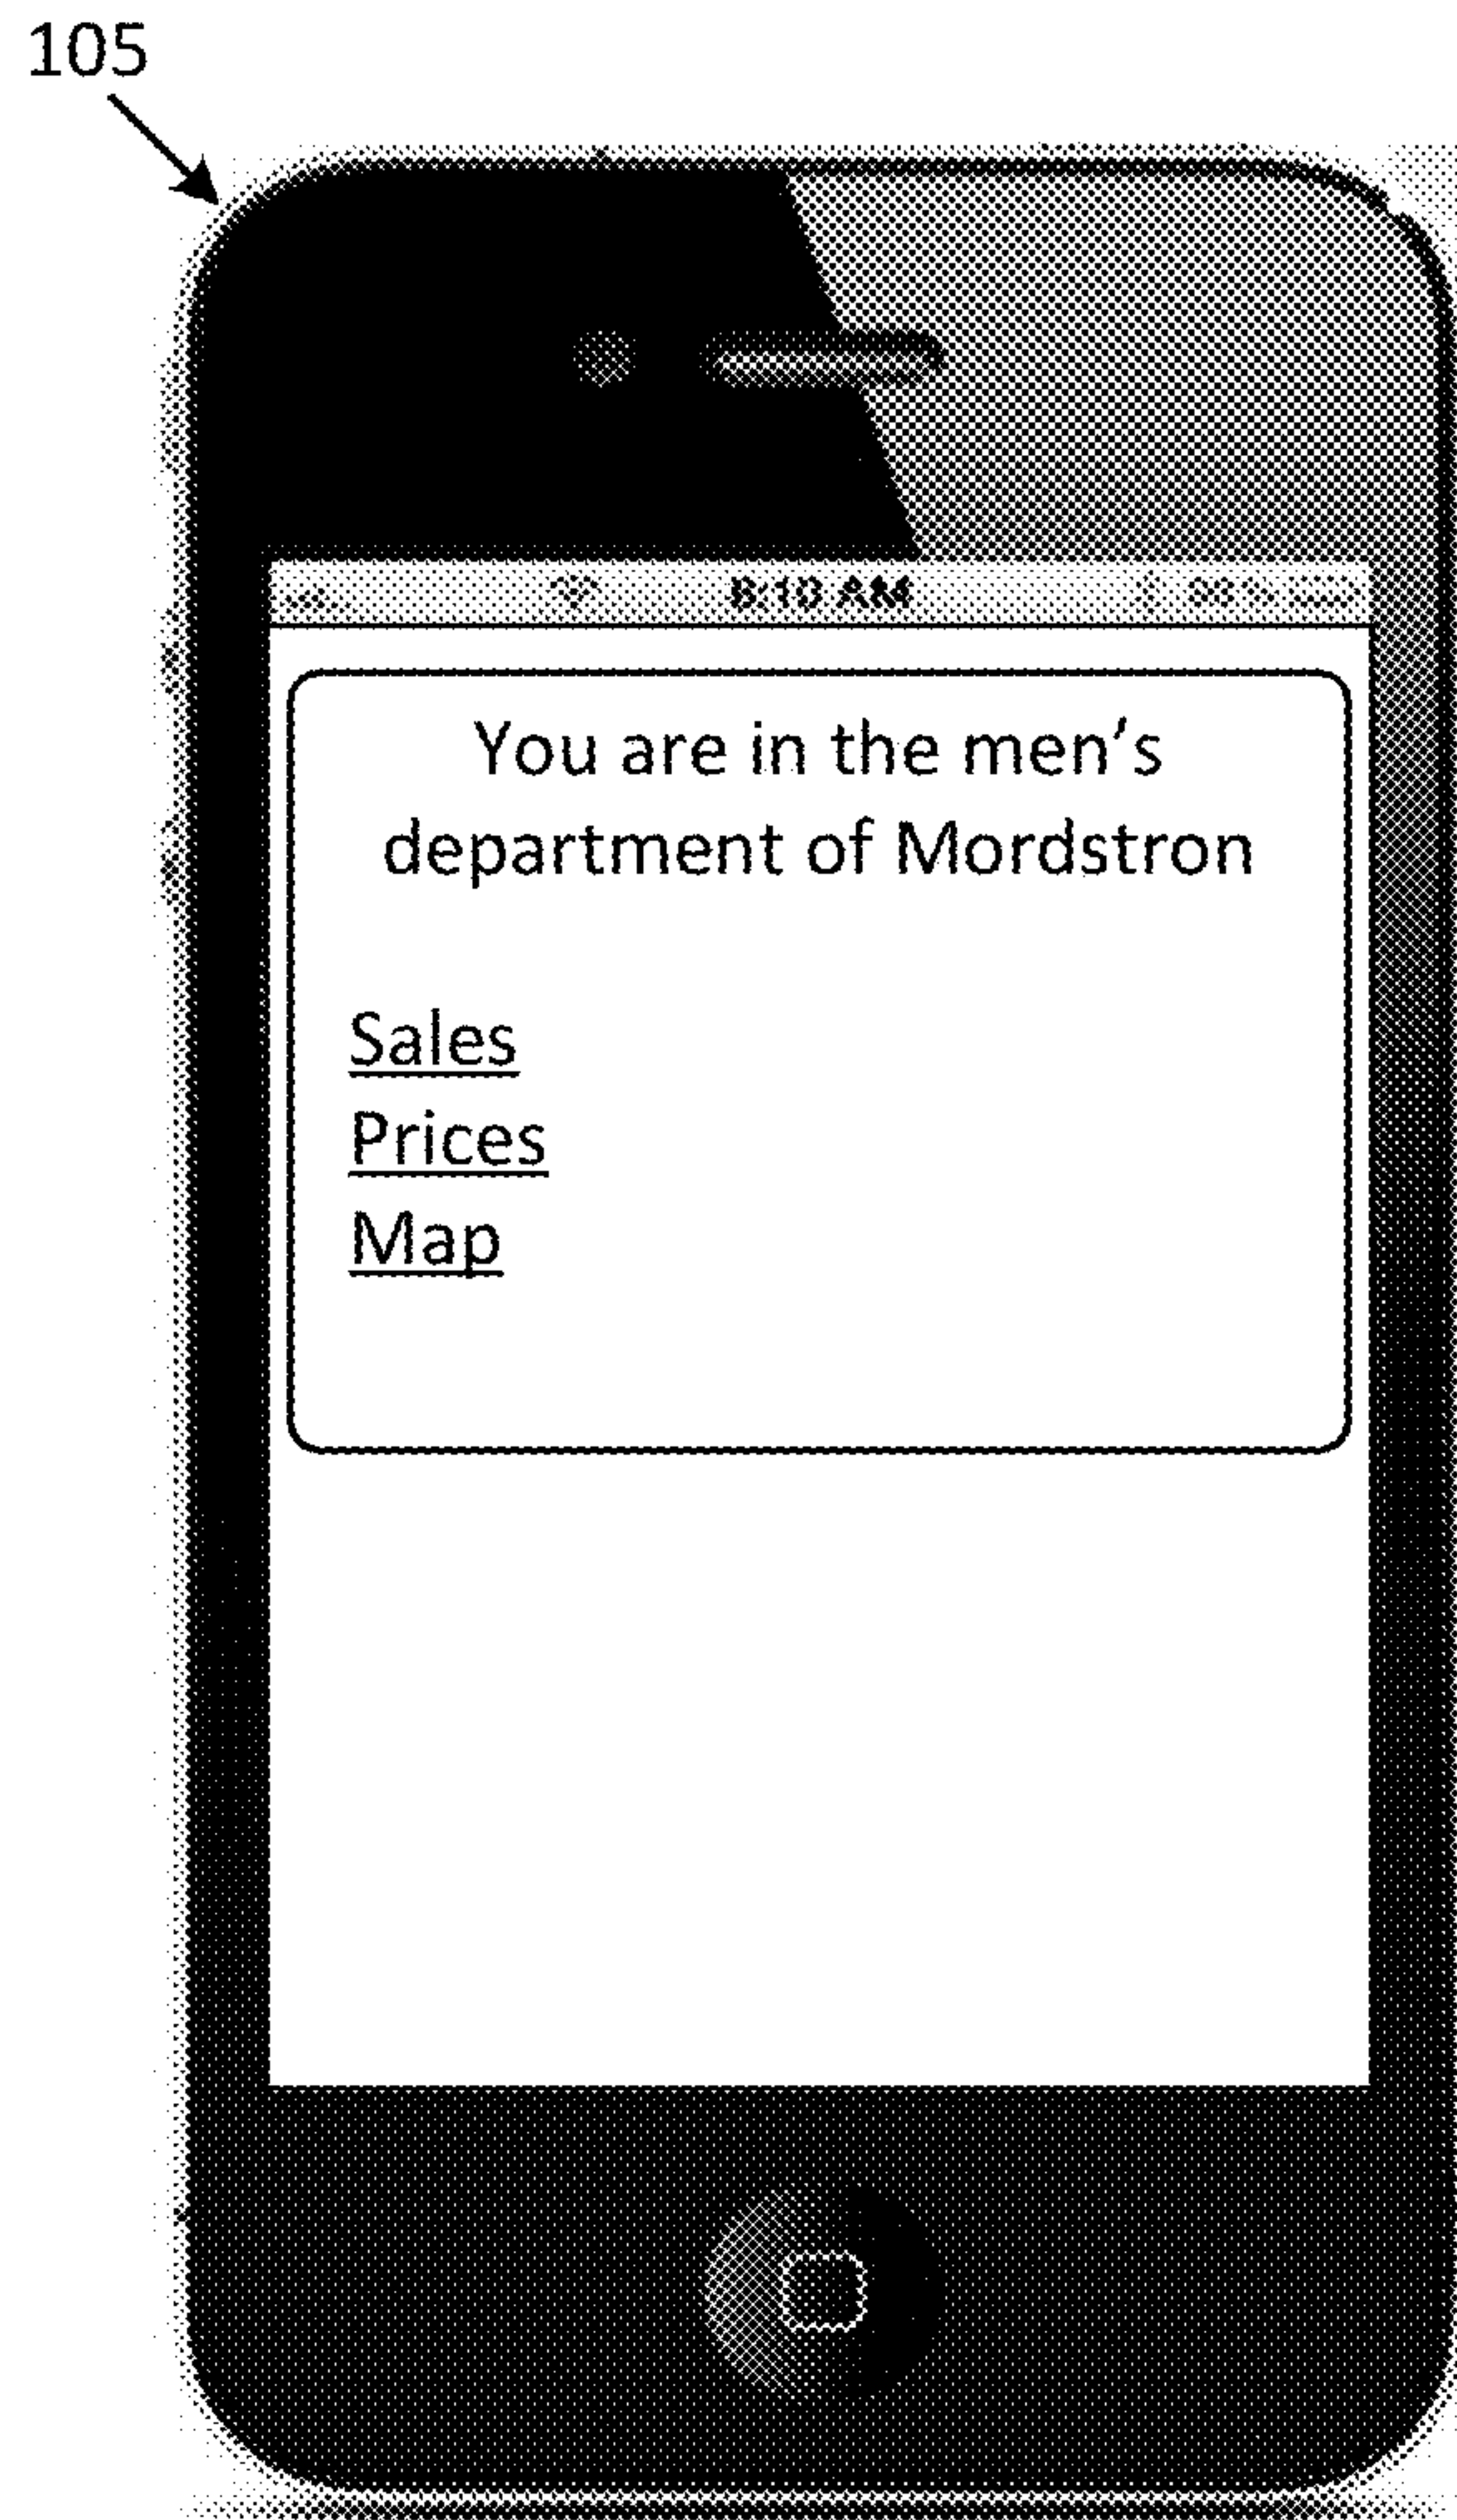 105
8:10 AM
You are in the men's
department of Mordstron
Sales
Prices
Map